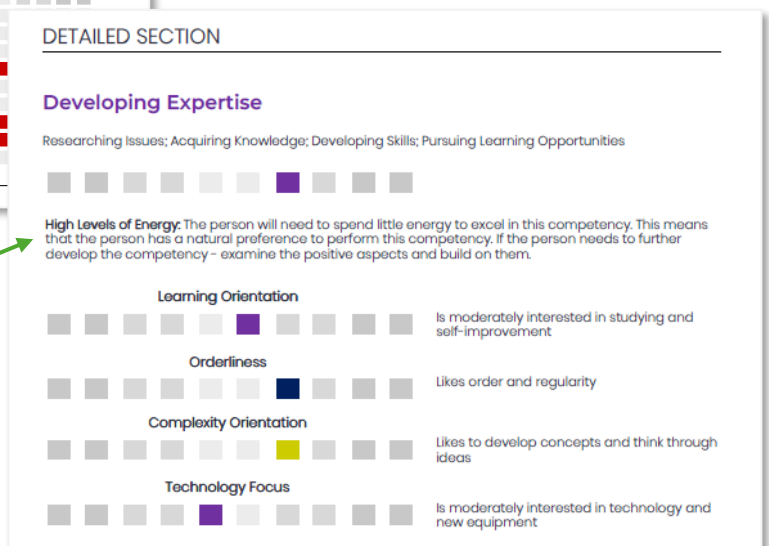 DETAILED SECTION
Developing Expertise
Researching Issues; Acquiring Knowledge; Developing Skills; Pursuing Learning Opportunities
High Levels of Energy: The person will need to spend little energy to excel in this competency. This means
that the person has a natural preference to perform this competency. If the person needs to further
develop the competency - examine the positive aspects and build on them.
Learning Orientation
Is moderately interested in studying and
self-improvement
Orderliness
Likes order and regularity
Complexity Orientation
Likes to develop concepts and think through
ideas
Technology Focus
Is moderately interested in technology and
new equipment